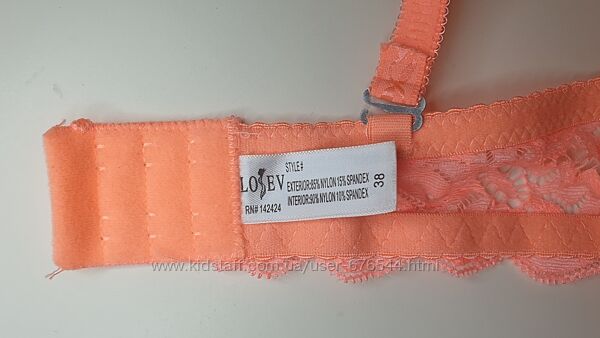 LOSEV
RN# 142424
STYLE #
EXTERIOR:85% NYLON 15% SPANDEX
INTERIOR:90% NYLON 10% SPANDEX
38
www.kidstaff.com.ua/user-676544.html